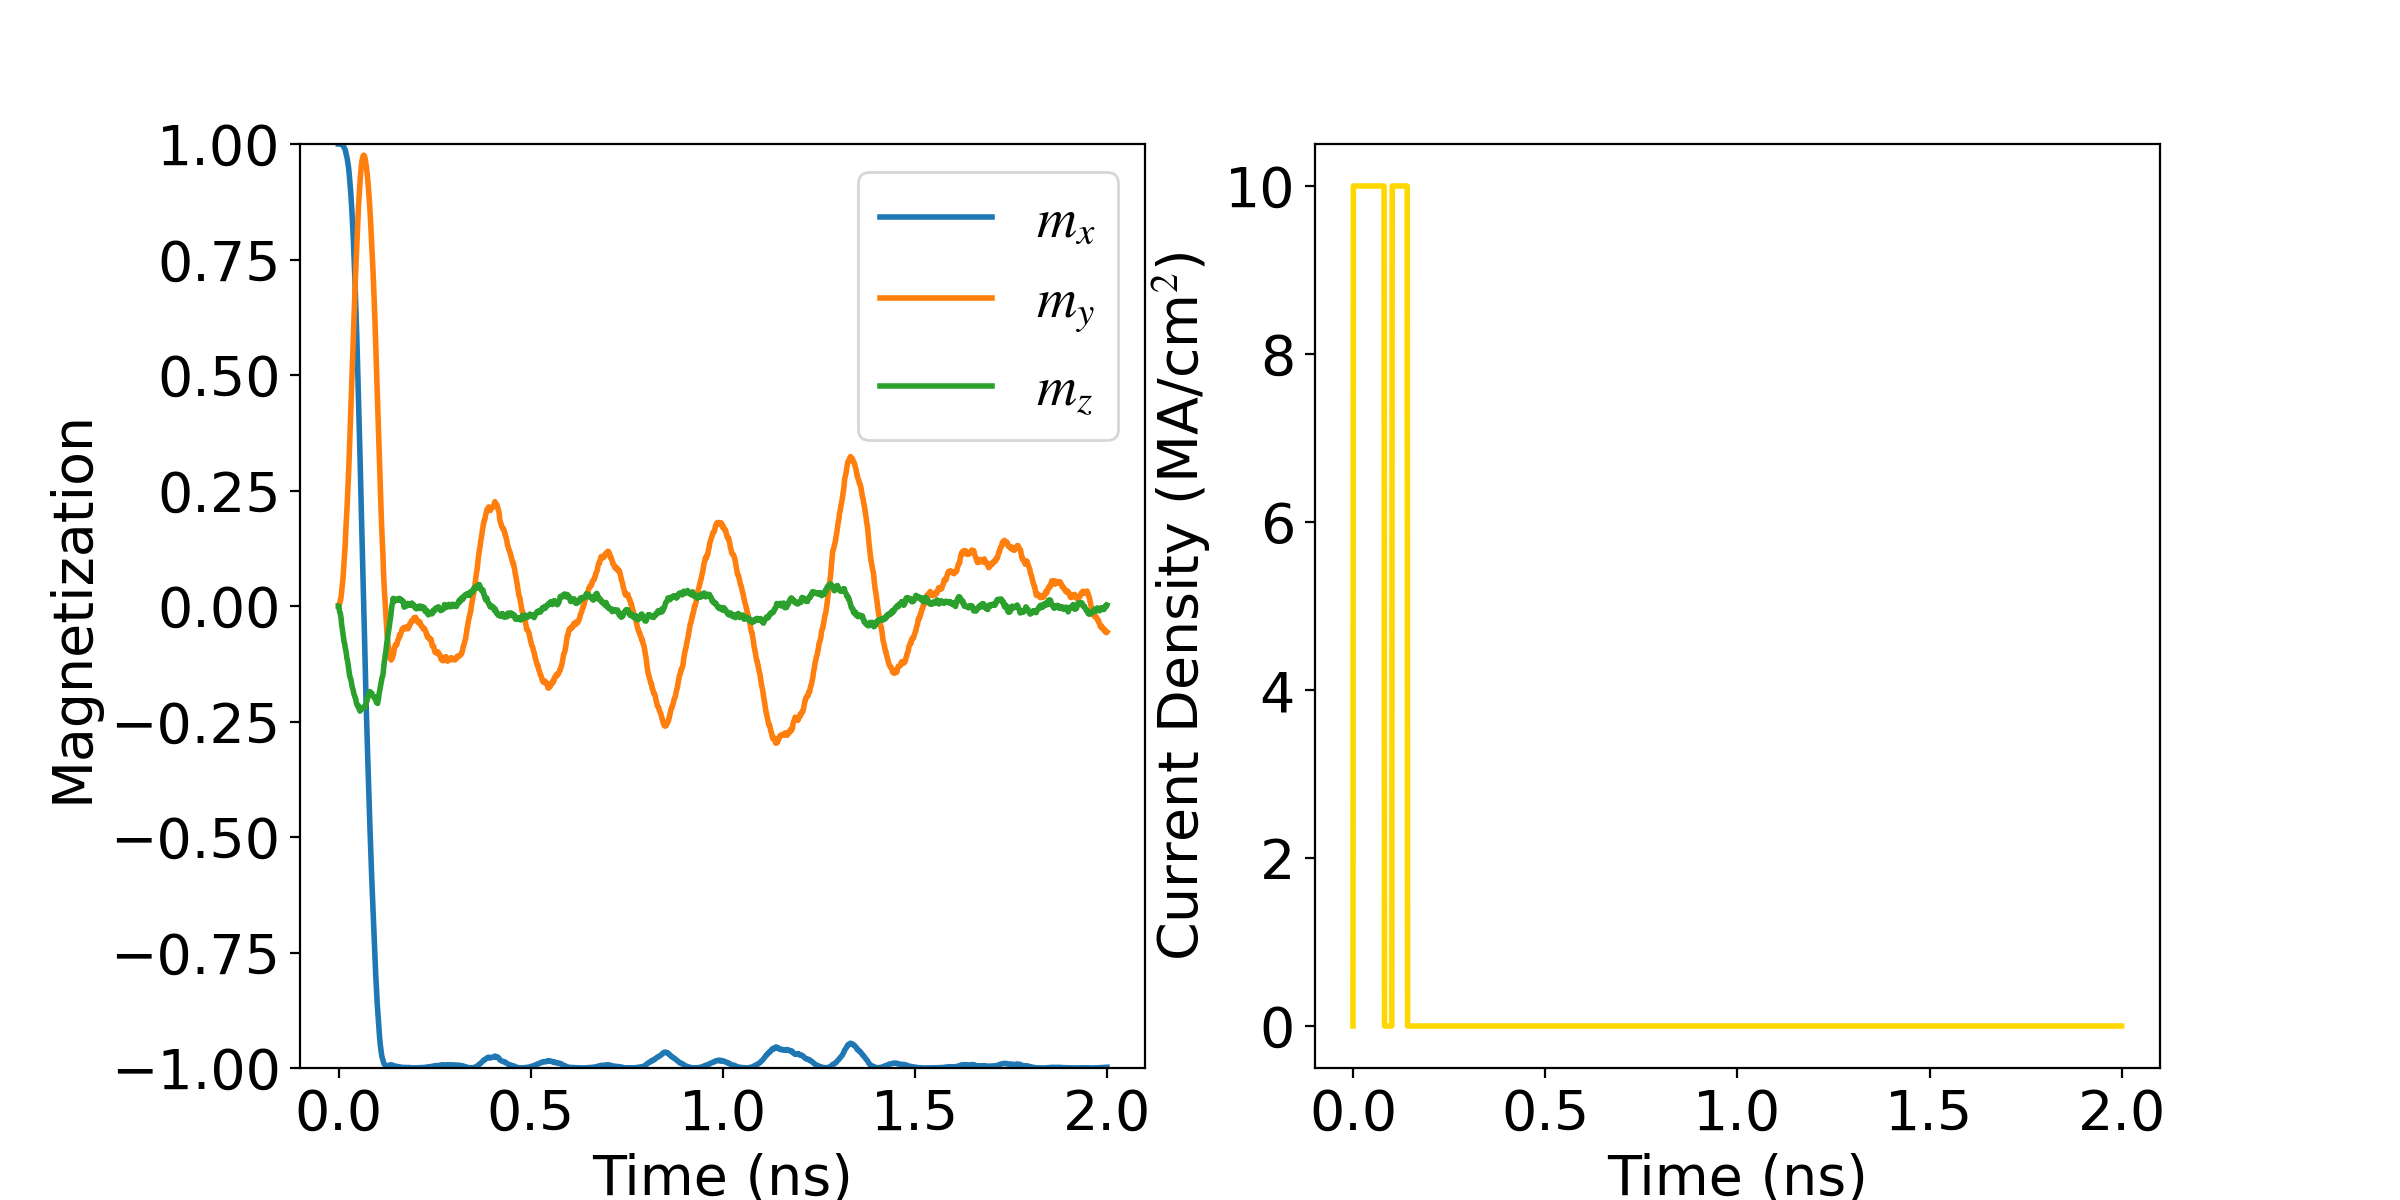 Magnetization
1.00
0.75
0.50
0.25
0.00
−0.25
−0.50
−0.75
−1.00
0.0 0.5 1.0 1.5 2.0
Time (ns)
m_x
m_y
m_z
Current Density (MA/cm²)
10
8
6
4
2
0
0.0 0.5 1.0 1.5 2.0
Time (ns)